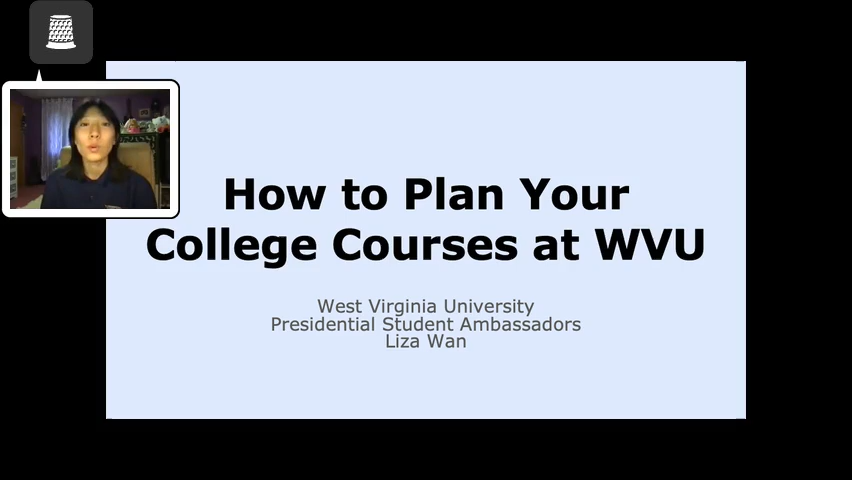 How to Plan Your
College Courses at WVU
West Virginia University
Presidential Student Ambassadors
Liza Wan